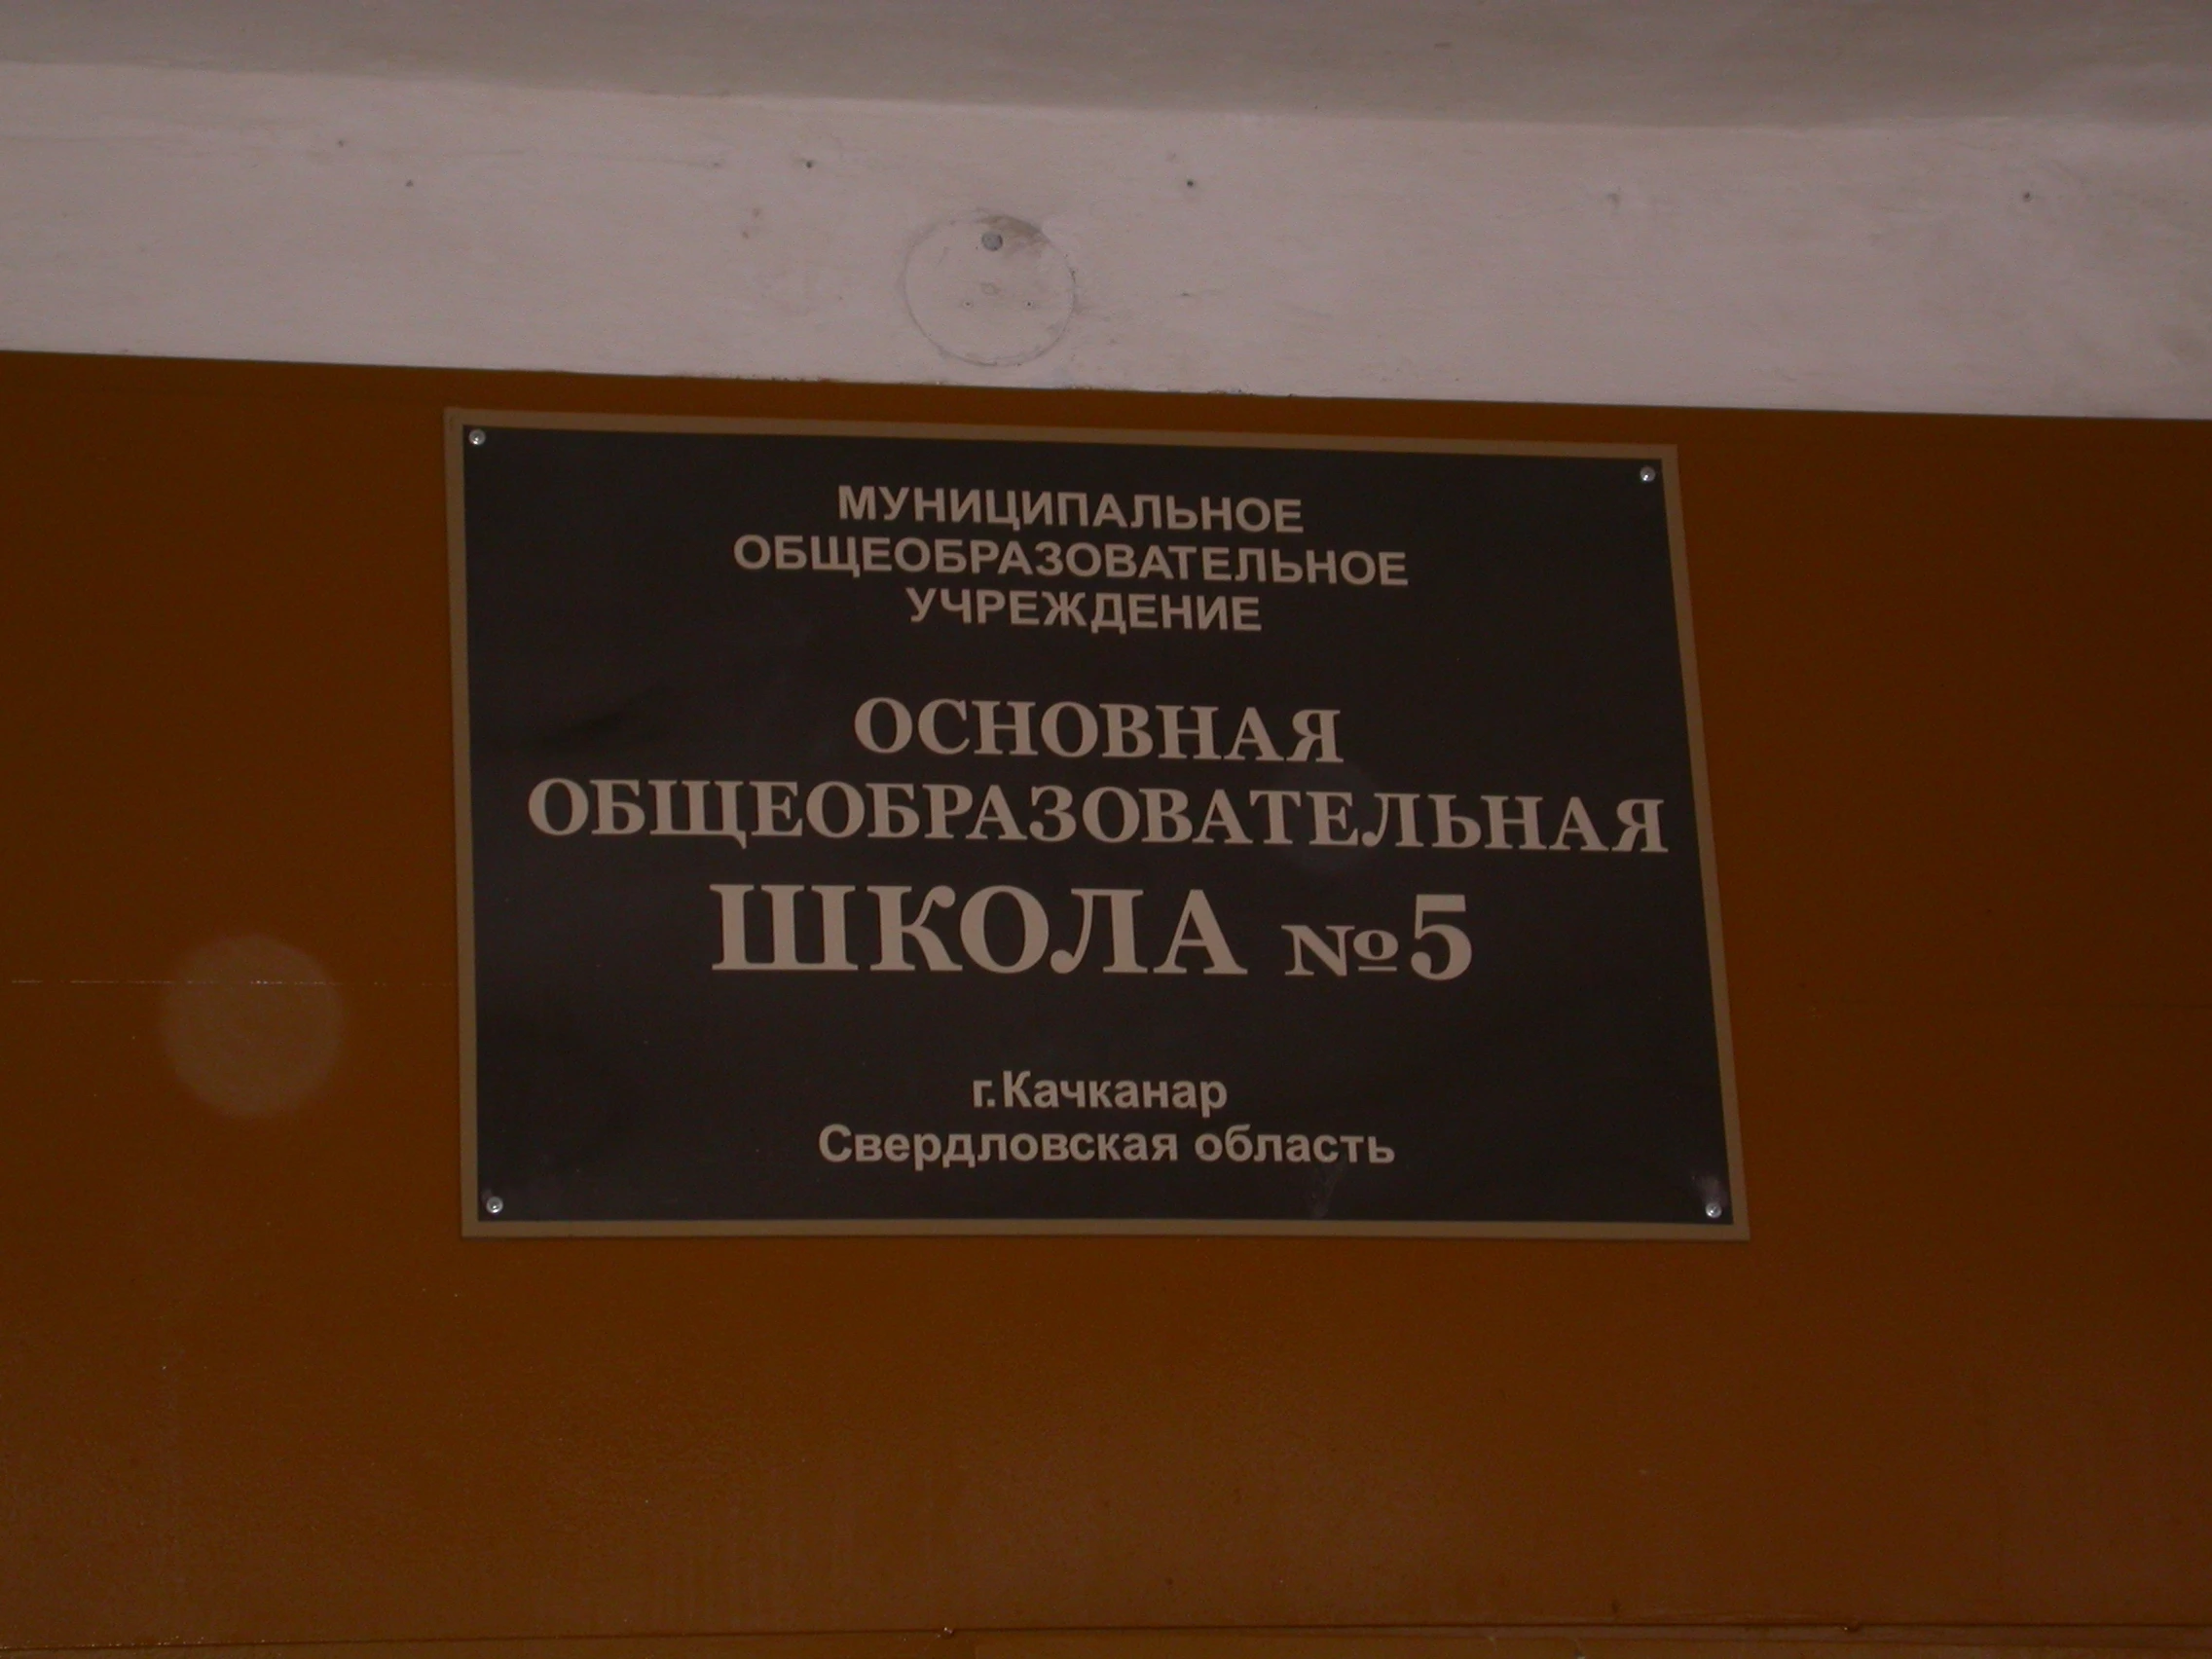 МУНИЦИПАЛЬНОЕ
ОБЩЕОБРАЗОВАТЕЛЬНОЕ
УЧРЕЖДЕНИЕ
ОСНОВНАЯ
ОБЩЕОБРАЗОВАТЕЛЬНАЯ
ШКОЛА №5
г.Качканар
Свердловская область